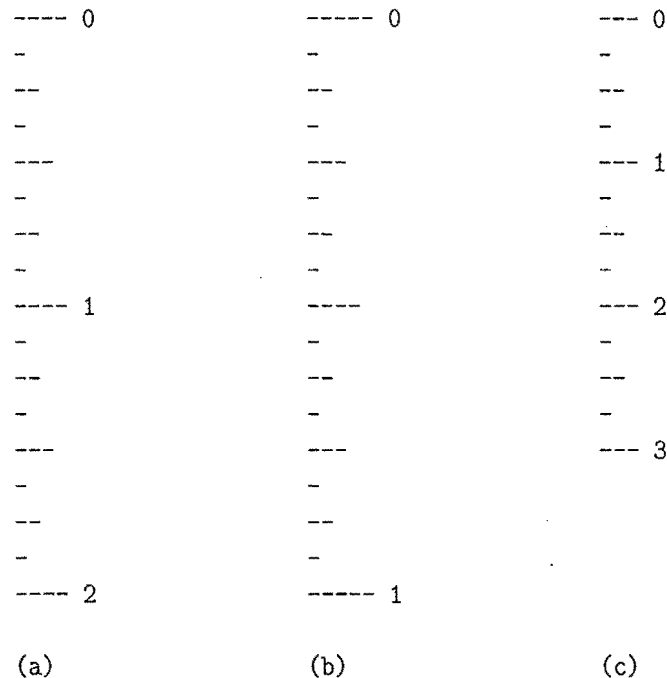 ---- 0 ----- 0 --- 0
- - -
-- -- --
- - -
--- --- --- 1
- - -
-- -- --
- - -
---- 1 ---- --- 2
- - -
-- -- --
- - -
--- --- --- 3
- -
-- --
- -
---- 2 ----- 1
(a) (b) (c)